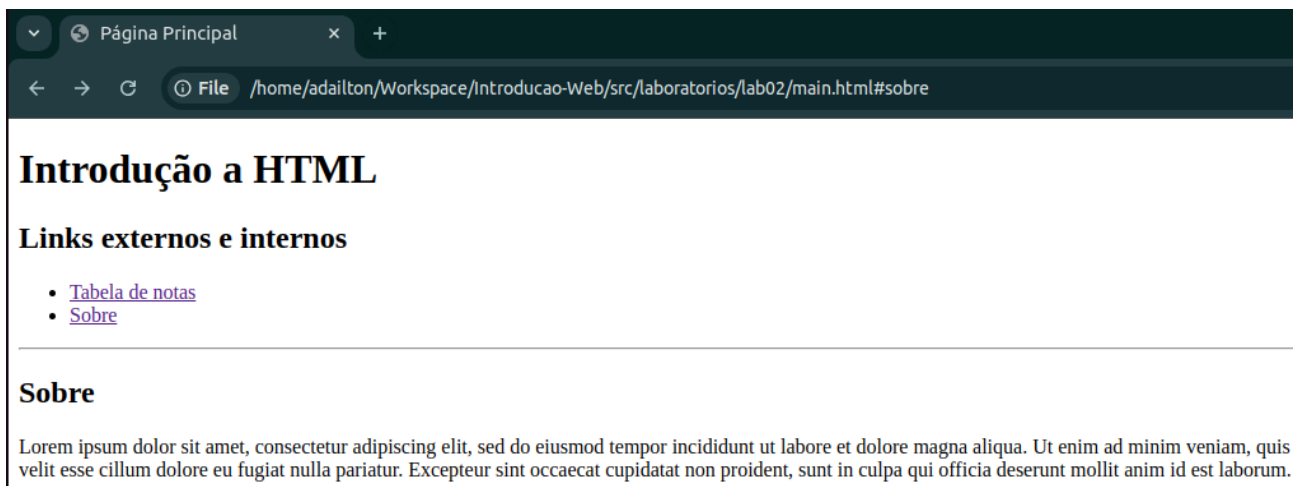 Página Principal
File /home/adailton/Workspace/Introducao-Web/src/laboratorios/lab02/main.html#sobre
Introdução a HTML
Links externos e internos
• Tabela de notas
• Sobre
Sobre
Lorem ipsum dolor sit amet, consectetur adipiscing elit, sed do eiusmod tempor incididunt ut labore et dolore magna aliqua. Ut enim ad minim veniam, quis
velit esse cillum dolore eu fugiat nulla pariatur. Excepteur sint occaecat cupidatat non proident, sunt in culpa qui officia deserunt mollit anim id est laborum.